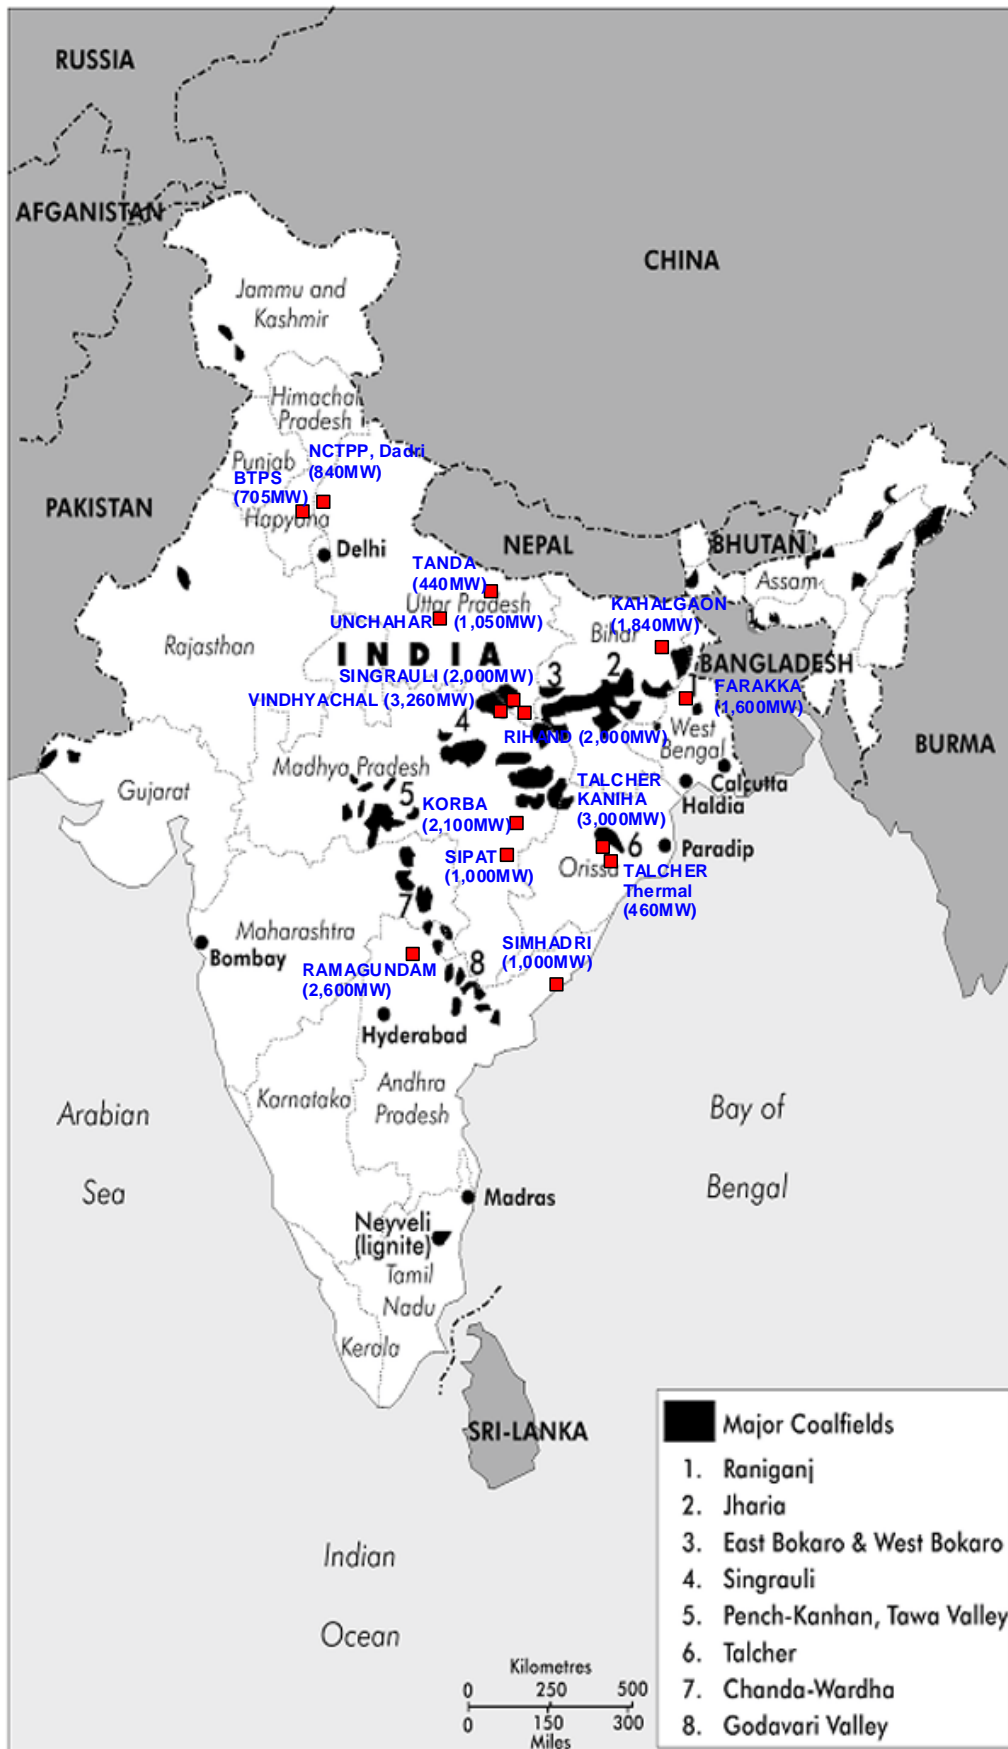 RUSSIA
AFGANISTAN
CHINA
Jammu and
Kashmir
Himachal
Pradesh
Punjab
NCTPP, Dadri
(840MW)
BTPS
(705MW)
PAKISTAN
Hapyana
Delhi
NEPAL
BHUTAN
TANDA
(440MW)
Assam
Uttar Pradesh
UNCHAHAR (1,050MW)
KAHALGAON
(1,840MW)
Bihar
Rajasthan
INDIA
BANGLADESH
SINGRAULI (2,000MW)
3
2
1
FARAKKA
(1,600MW)
VINDHYACHAL (3,260MW)
4
RIHAND (2,000MW)
West
Bengal
BURMA
Madhya Pradesh
Gujarat
5
TALCHER
KANIHA
(3,000MW)
Calcutta
Haldia
KORBA
(2,100MW)
6
Paradip
SIPAT
(1,000MW)
Orissa
TALCHER
Thermal
(460MW)
7
Maharashtra
Bombay
SIMHADRI
(1,000MW)
RAMAGUNDAM
(2,600MW)
8
Hyderabad
Karnataka
Andhra
Pradesh
Arabian
Sea
Bay of
Bengal
Madras
Neyveli
(lignite)
Tamil
Nadu
Kerala
SRI-LANKA
Indian
Ocean
Major Coalfields
1. Raniganj
2. Jharia
3. East Bokaro & West Bokaro
4. Singrauli
5. Pench-Kanhan, Tawa Valley
6. Talcher
7. Chanda-Wardha
8. Godavari Valley
Kilometres
0 250 500
0 150 300
Miles